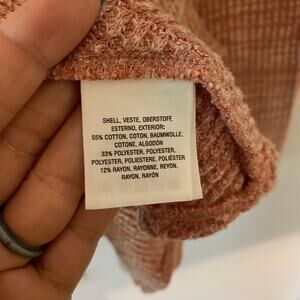 SHELL, VESTE, OBERSTOFF,
ESTERNO, EXTERIOR:
55% COTTON, COTON, BAUMWOLLE,
COTONE, ALGODÓN
33% POLYESTER, POLYESTER,
POLYESTER, POLIESTERE, POLIÉSTER
12% RAYON, RAYONNE, REYON,
RAYON, RAYÓN